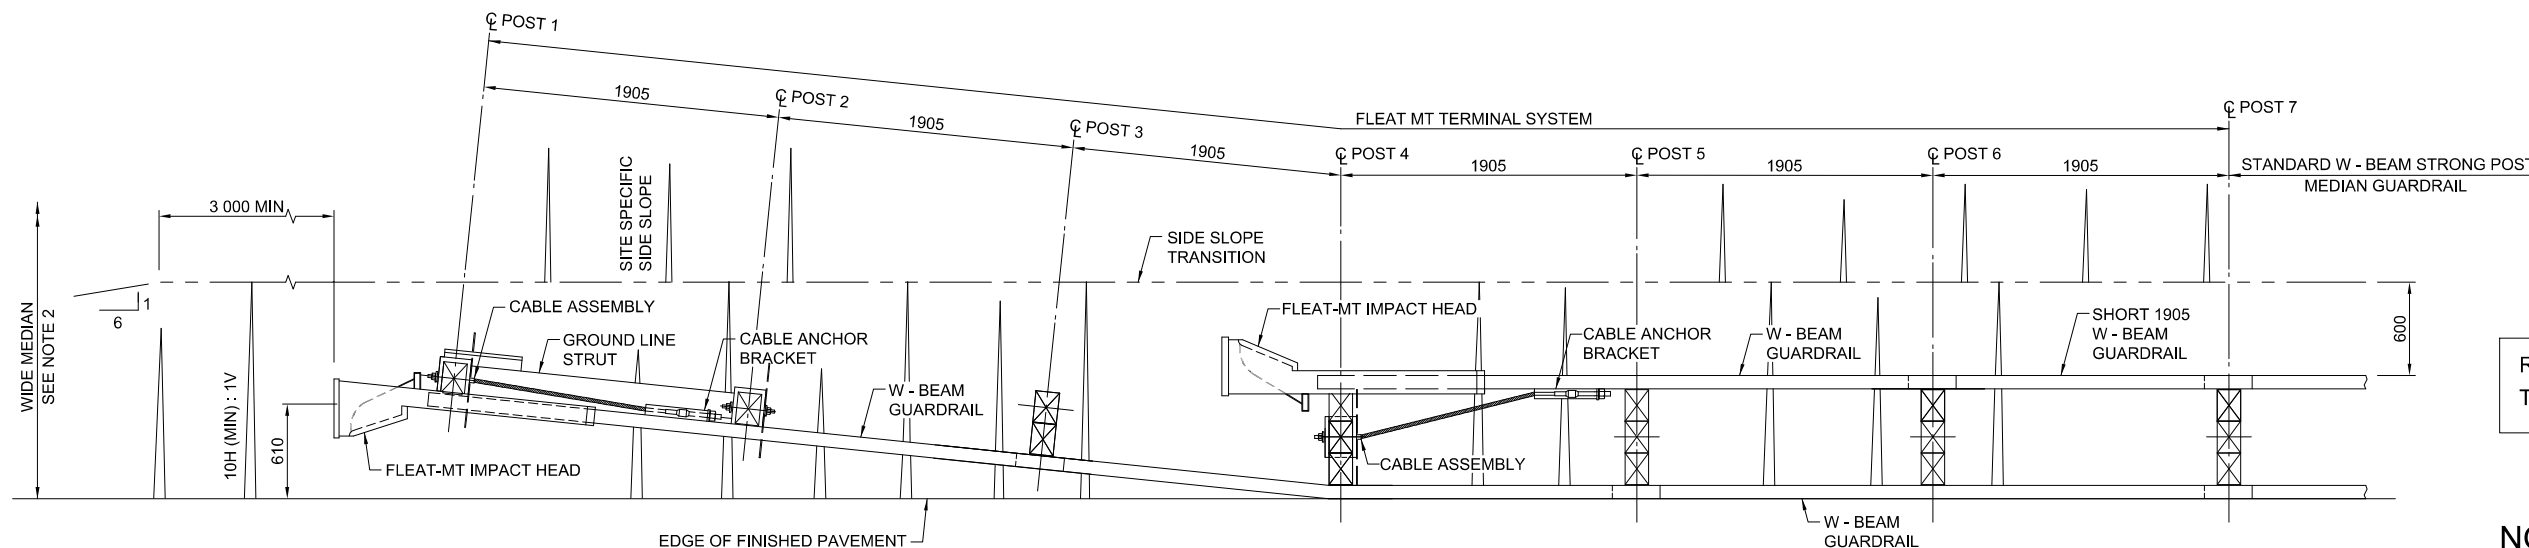 ℄ POST 1
1905
℄ POST 2
1905
℄ POST 3
1905
FLEAT MT TERMINAL SYSTEM
℄ POST 4
1905
℄ POST 5
1905
℄ POST 6
1905
℄ POST 7
STANDARD W - BEAM STRONG POST
MEDIAN GUARDRAIL
3 000 MIN
SITE SPECIFIC
SIDE SLOPE
SIDE SLOPE
TRANSITION
WIDE MEDIAN
SEE NOTE 2
1
6
10H (MIN) : 1V
610
CABLE ASSEMBLY
GROUND LINE
STRUT
CABLE ANCHOR
BRACKET
W - BEAM
GUARDRAIL
FLEAT-MT IMPACT HEAD
FLEAT-MT IMPACT HEAD
CABLE ANCHOR
BRACKET
W - BEAM
GUARDRAIL
SHORT 1905
W - BEAM
GUARDRAIL
600
CABLE ASSEMBLY
EDGE OF FINISHED PAVEMENT
W - BEAM
GUARDRAIL
R
T
NO